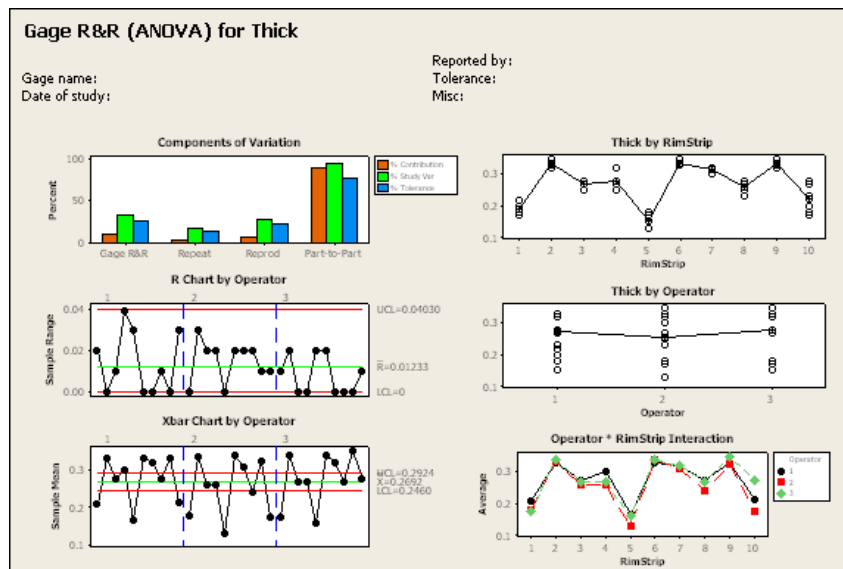 Gage R&R (ANOVA) for Thick
Gage name:
Date of study:
Reported by:
Tolerance:
Misc:
Components of Variation
Percent
100
50
0
Gage R&R Repeat Reprod Part-to-Part
% Contribution
% Study Var
% Tolerance
R Chart by Operator
1 2 3
Sample Range
0.04
0.02
0.00
UCL=0.04030
R=0.01233
LCL=0
Xbar Chart by Operator
1 2 3
Sample Mean
0.3
0.2
0.1
UCL=0.2924
X=0.2692
LCL=0.2460
Thick by RimStrip
0.3
0.2
0.1
1 2 3 4 5 6 7 8 9 10
RimStrip
Thick by Operator
0.3
0.2
0.1
1 2 3
Operator
Operator * RimStrip Interaction
Average
0.3
0.2
0.1
1 2 3 4 5 6 7 8 9 10
RimStrip
Operator
1
2
3